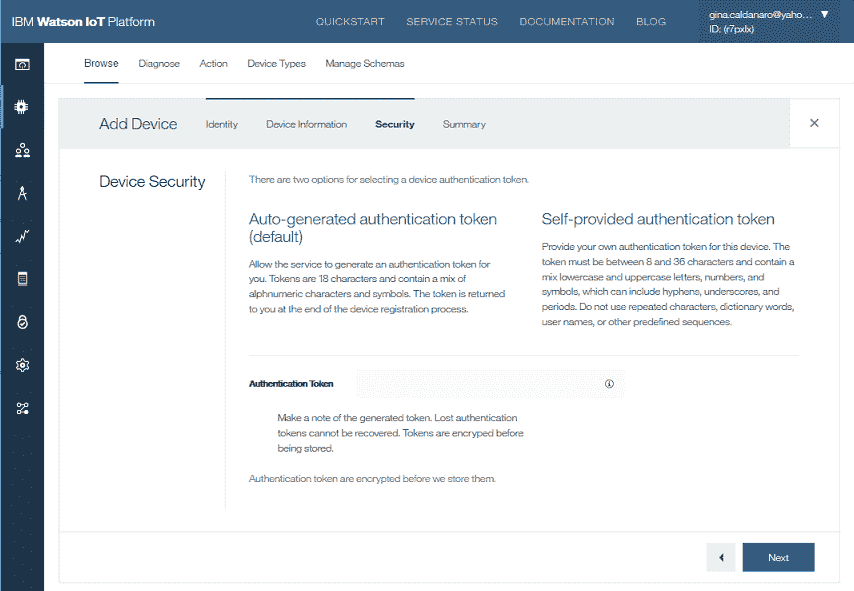 IBM Watson IoT Platform
QUICKSTART
SERVICE STATUS
DOCUMENTATION
BLOG
gina.caldanaro@yaho...
ID: (r7pxlx)
Browse
Diagnose
Action
Device Types
Manage Schemas
Add Device
Identity
Device Information
Security
Summary
Device Security
There are two options for selecting a device authentication token.
Auto-generated authentication token
(default)
Allow the service to generate an authentication token for
you. Tokens are 18 characters and contain a mix of
alphnumeric characters and symbols. The token is returned
to you at the end of the device registration process.
Self-provided authentication token
Provide your own authentication token for this device. The
token must be between 8 and 36 characters and contain a
mix lowercase and uppercase letters, numbers, and
symbols, which can include hyphens, underscores, and
periods. Do not use repeated characters, dictionary words,
user names, or other predefined sequences.
Authentication Token
Make a note of the generated token. Lost authentication
tokens cannot be recovered. Tokens are encryped before
being stored.
Authentication token are encrypted before we store them.
Next